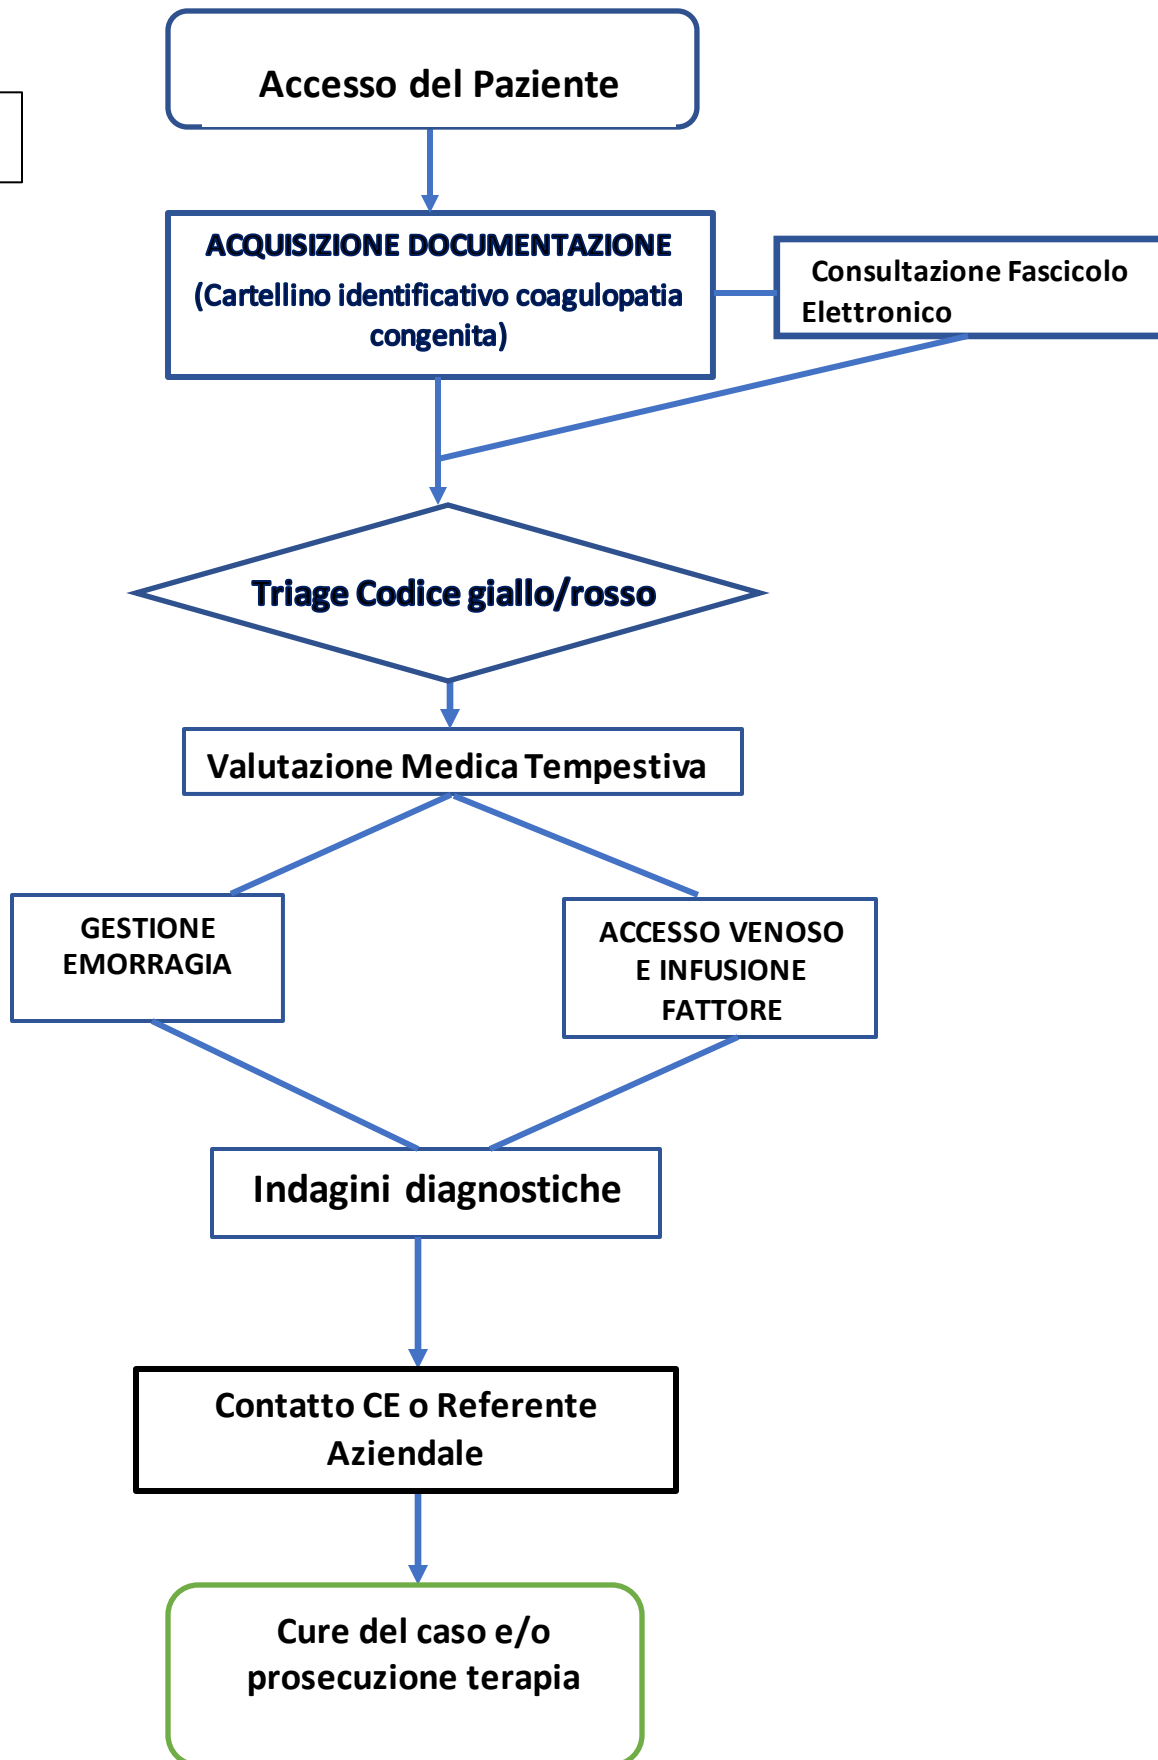 Accesso del Paziente
ACQUISIZIONE DOCUMENTAZIONE
(Cartellino identificativo coagulopatia
congenita)
Consultazione Fascicolo
Elettronico
Triage Codice giallo/rosso
Valutazione Medica Tempestiva
GESTIONE
EMORRAGIA
ACCESSO VENOSO
E INFUSIONE
FATTORE
Indagini diagnostiche
Contatto CE o Referente
Aziendale
Cure del caso e/o
prosecuzione terapia